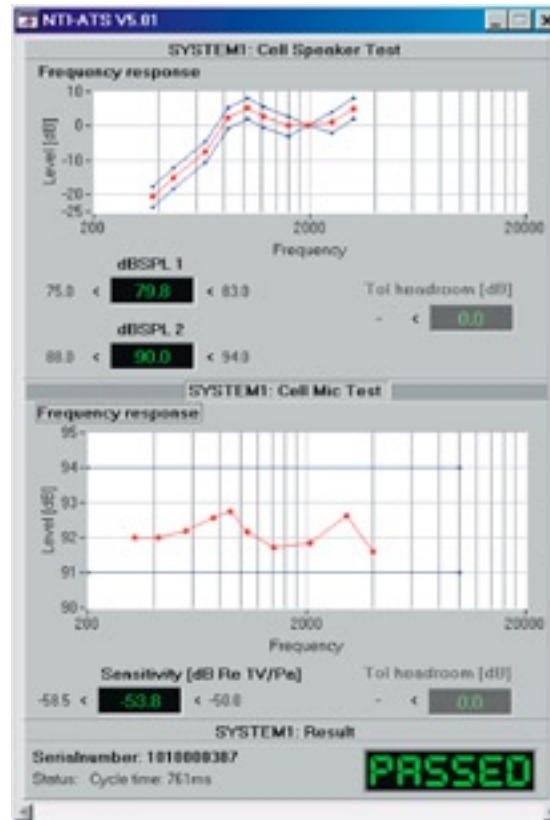 NTI-ATS V5.01
SYSTEM1: Cell Speaker Test
Frequency response
Level [dB]
10
0
-10
-20
-25
200 2000 20000
Frequency
dBSPL 1
75.0 < 79.8 < 83.0
Tol headroom [dB]
- < 0.0
dBSPL 2
88.0 < 90.0 < 94.0
SYSTEM1: Cell Mic Test
Frequency response
Level [dB]
95
94
93
92
91
90
200 2000 20000
Frequency
Sensitivity [dB Re 1V/Pa]
-58.5 < -53.8 < -50.0
Tol headroom [dB]
- < 0.0
SYSTEM1: Result
Serialnumber: 1010000387
Status: Cycle time: 761ms
PASSED